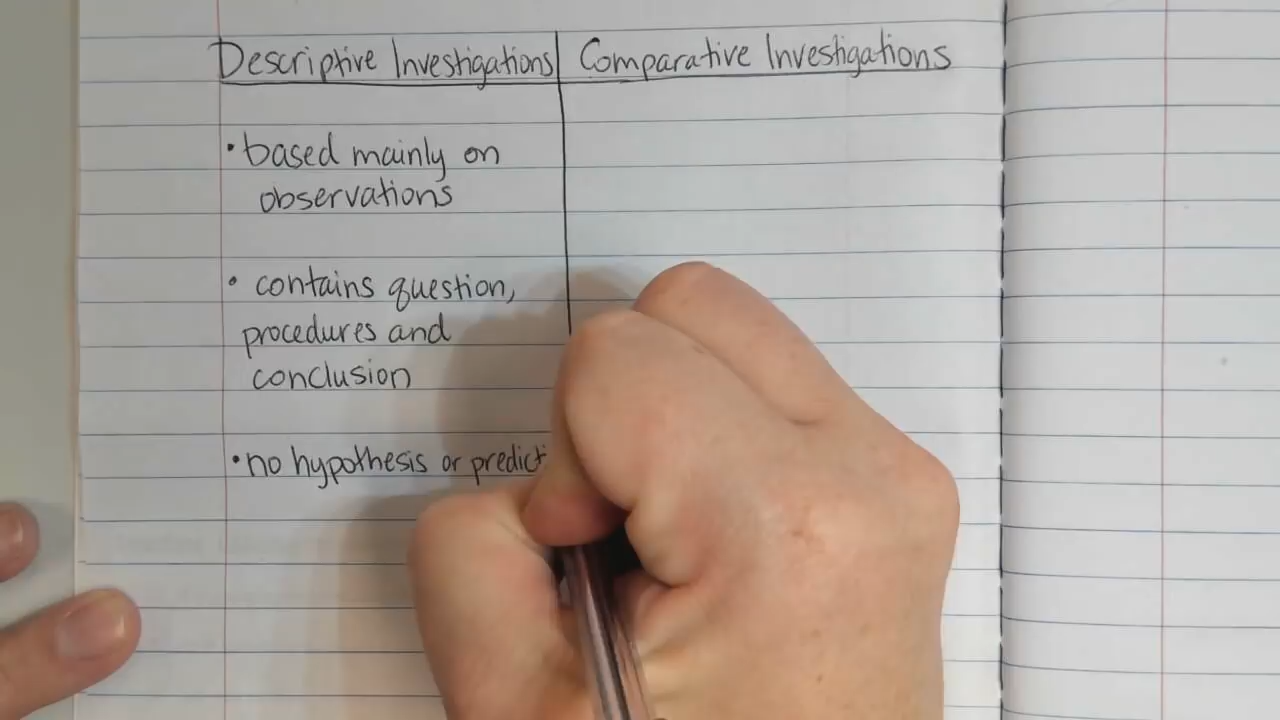 Descriptive Investigations Comparative Investigations
• based mainly on
observations
• contains question,
procedures and
conclusion
• no hypothesis or predict